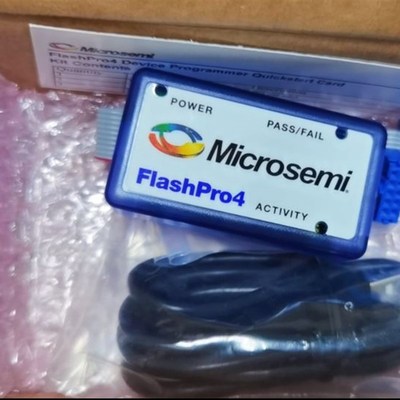 Microsemi
FlashPro4 Device Programmer Quickstart Card
Kit Contents
POWER
PASS/FAIL
Microsemi
FlashPro4
ACTIVITY